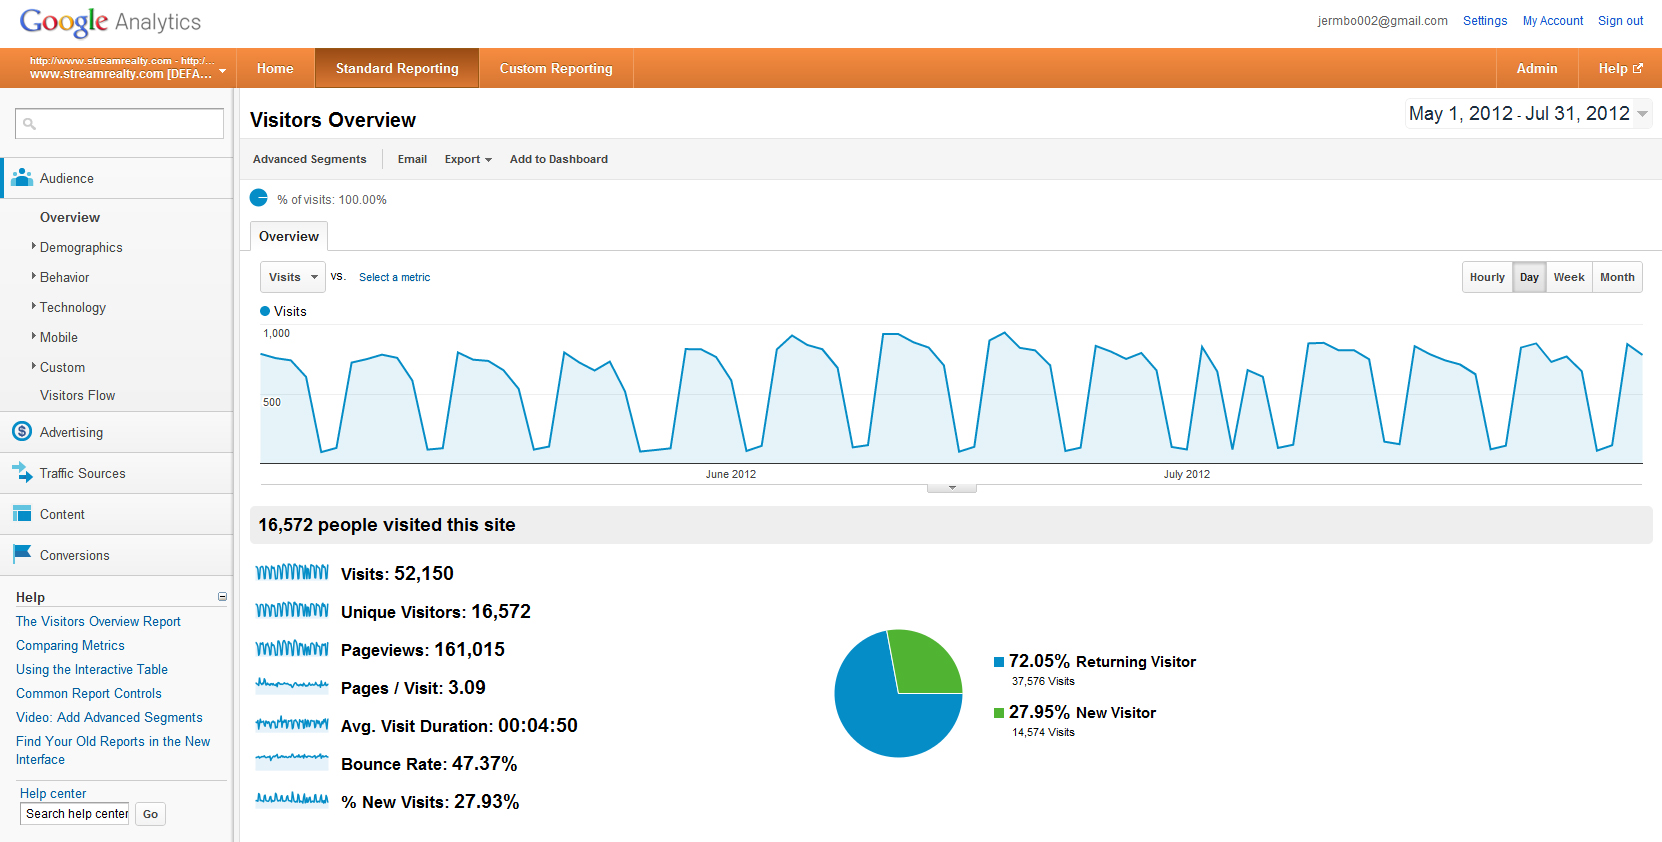 Google Analytics
jermbo002@gmail.com Settings My Account Sign out
http://www.streamrealty.com - http:/...
www.streamrealty.com [DEFA...
Home Standard Reporting Custom Reporting Admin Help
Visitors Overview
May 1, 2012 - Jul 31, 2012
Advanced Segments Email Export Add to Dashboard
% of visits: 100.00%
Audience
Overview
Demographics
Behavior
Technology
Mobile
Custom
Visitors Flow
Advertising
Traffic Sources
Content
Conversions
Help
The Visitors Overview Report
Comparing Metrics
Using the Interactive Table
Common Report Controls
Video: Add Advanced Segments
Find Your Old Reports in the New
Interface
Help center
Search help center Go
Overview
Visits vs. Select a metric
Hourly Day Week Month
Visits
1,000
500
June 2012 July 2012
16,572 people visited this site
Visits: 52,150
Unique Visitors: 16,572
Pageviews: 161,015
Pages / Visit: 3.09
Avg. Visit Duration: 00:04:50
Bounce Rate: 47.37%
% New Visits: 27.93%
72.05% Returning Visitor
37,576 Visits
27.95% New Visitor
14,574 Visits